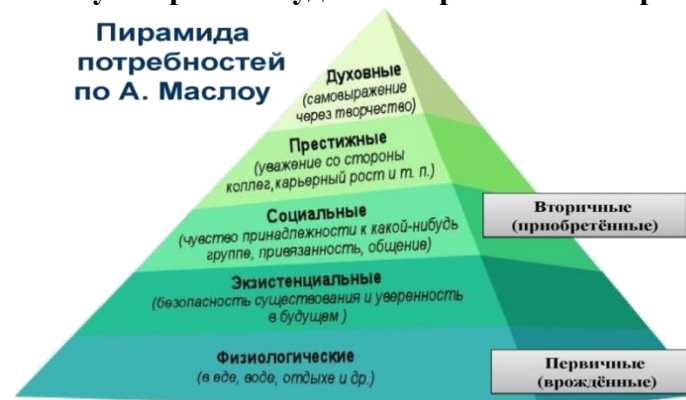 Пирамида
потребностей
по А. Маслоу
Духовные
(самовыражение
через творчество)
Престижные
(уважение со стороны
коллег,карьерный рост и т. п.)
Социальные
(чувство принадлежности к какой-нибудь
группе, привязанность, общение)
Вторичные
(приобретённые)
Экзистенциальные
(безопасность существования и уверенность
в будущем )
Физиологические
(в еде, воде, отдыхе и др.)
Первичные
(врождённые)